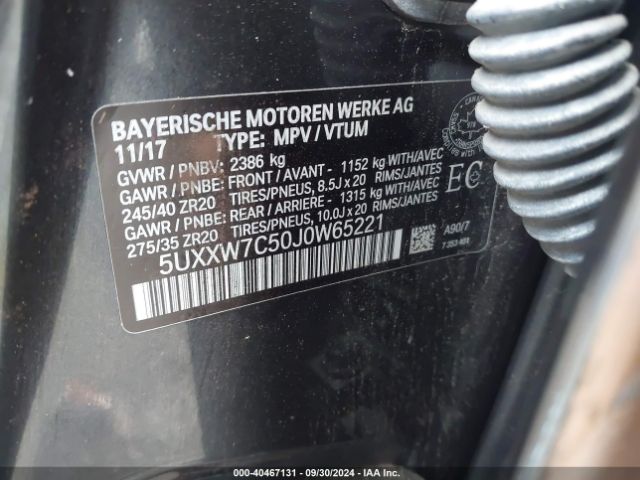 BAYERISCHE MOTOREN WERKE AG
11/17 TYPE: MPV / VTUM
GVWR / PNBV: 2386 kg
GAWR / PNBE: FRONT / AVANT - 1152 kg WITH/AVEC
245/40 ZR20 TIRES/PNEUS, 8.5J x 20 RIMS/JANTES
GAWR / PNBE: REAR / ARRIERE - 1315 kg WITH/AVEC
275/35 ZR20 TIRES/PNEUS, 10.0J x 20 RIMS/JANTES
EC
5UXXW7C50J0W65221
A90/7
000-40467131 - 09/30/2024 - IAA Inc.